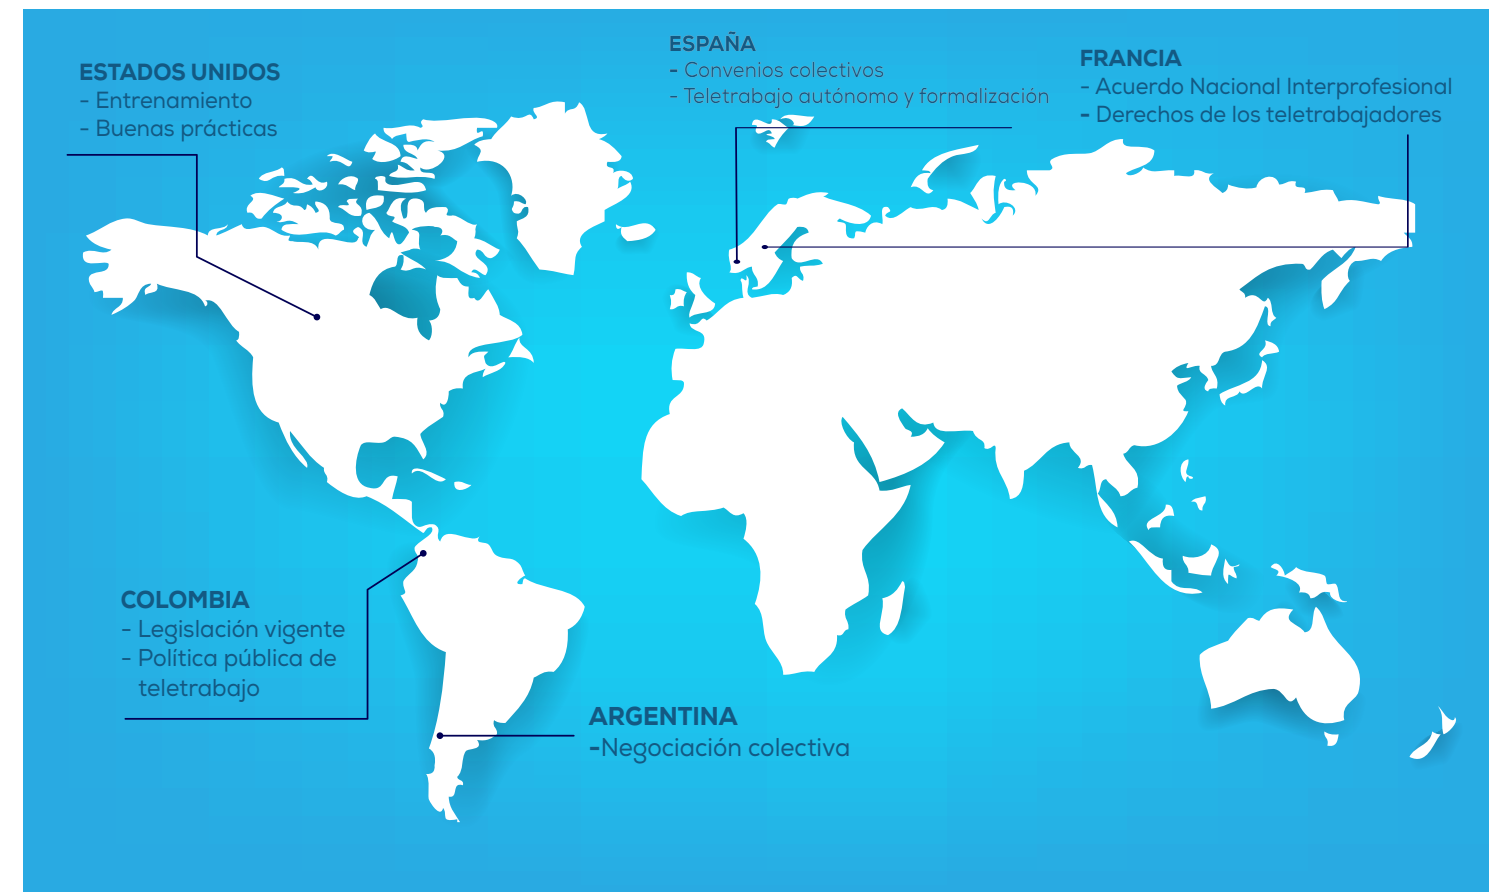 ESTADOS UNIDOS
- Entrenamiento
- Buenas prácticas
ESPAÑA
- Convenios colectivos
- Teletrabajo autónomo y formalización
FRANCIA
- Acuerdo Nacional Interprofesional
- Derechos de los teletrabajadores
COLOMBIA
- Legislación vigente
- Política pública de
teletrabajo
ARGENTINA
-Negociación colectiva